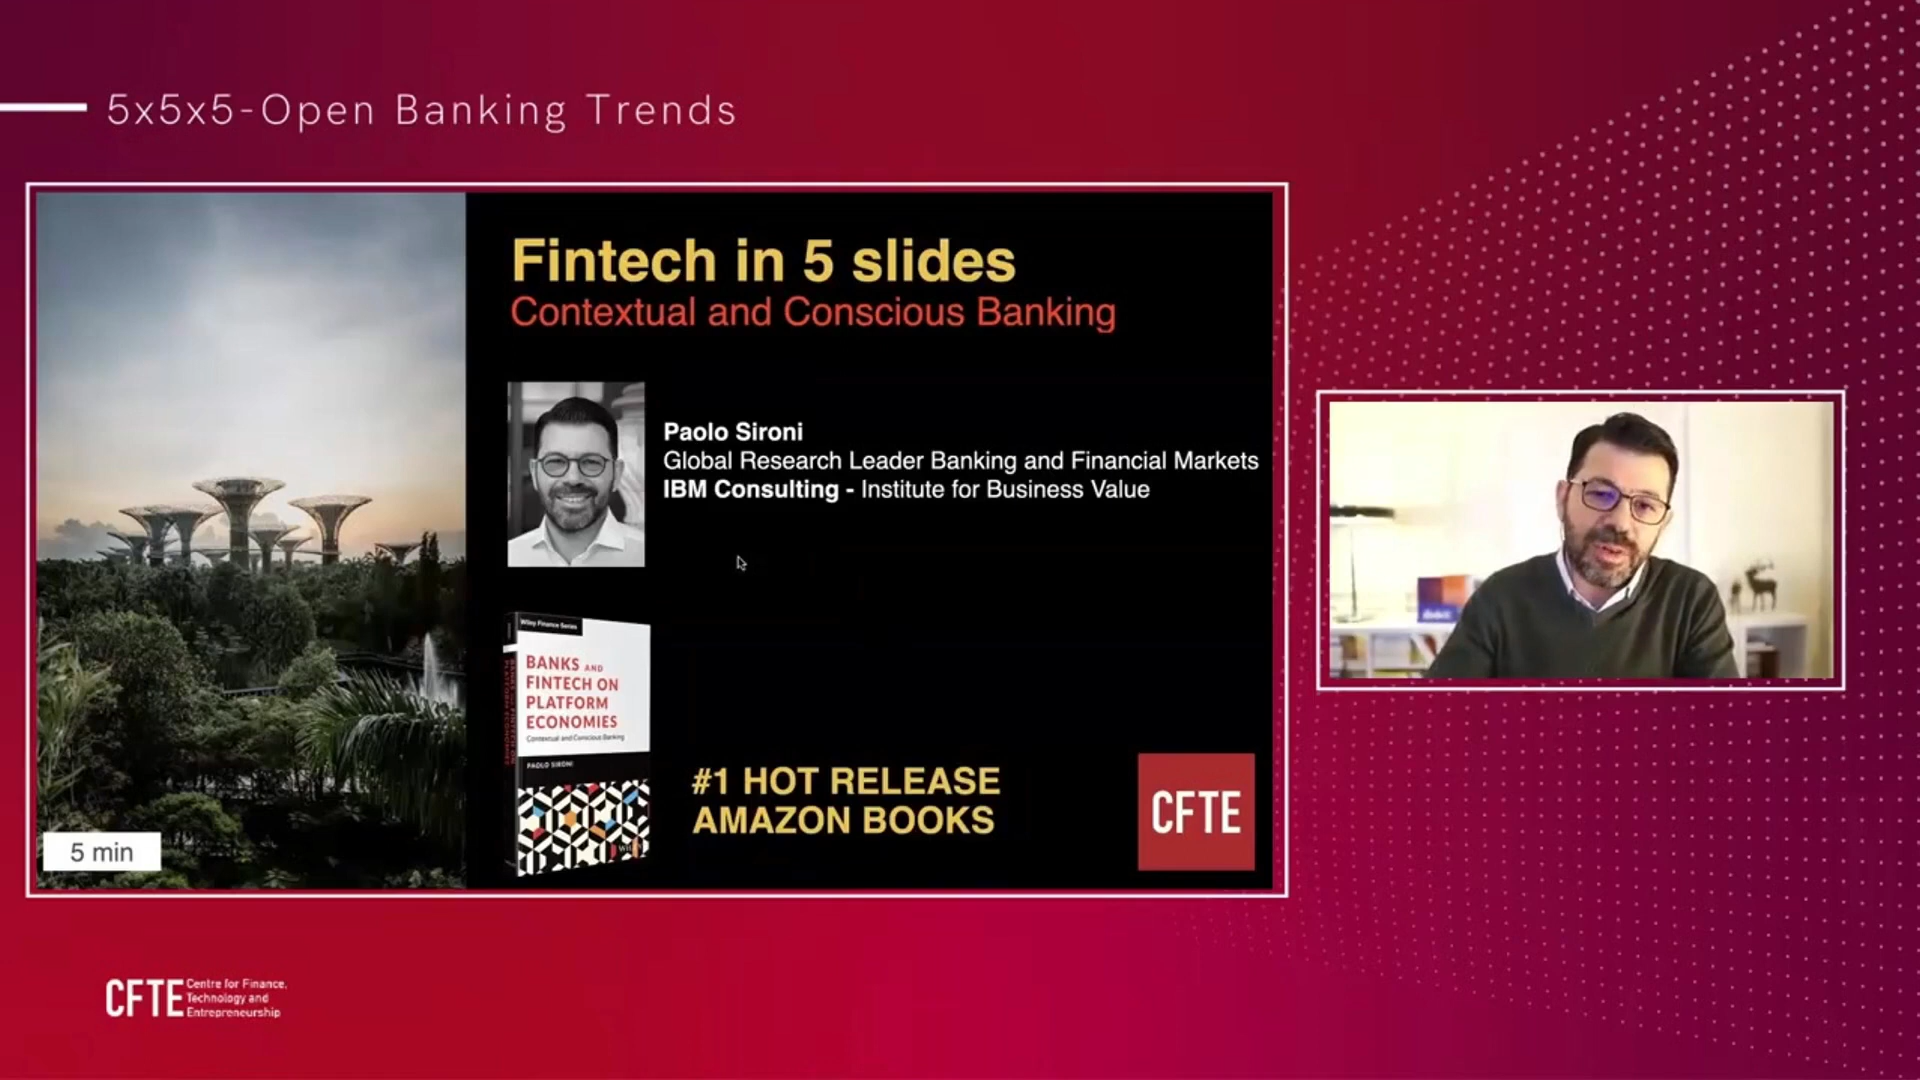 5x5x5-Open Banking Trends
Fintech in 5 slides
Contextual and Conscious Banking
Paolo Sironi
Global Research Leader Banking and Financial Markets
IBM Consulting - Institute for Business Value
Wiley Finance Series
BANKS AND
FINTECH ON
PLATFORM
ECONOMIES
Contextual and Conscious Banking
PAOLO SIRONI
#1 HOT RELEASE
AMAZON BOOKS
CFTE
5 min
CFTE
Centre for Finance,
Technology and
Entrepreneurship